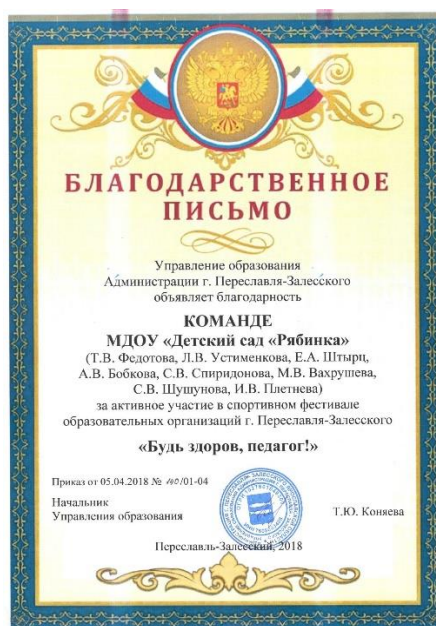 БЛАГОДАРСТВЕННОЕ
ПИСЬМО
Управление образования
Администрации г. Переславля-Залесского
объявляет благодарность
КОМАНДЕ
МДОУ «Детский сад «Рябинка»
(Т.В. Федотова, Л.В. Устименкова, Е.А. Штырц,
А.В. Бобкова, С.В. Спиридонова, М.В. Вахрушева,
С.В. Шушунова, И.В. Плетнева)
за активное участие в спортивном фестивале
образовательных организаций г. Переславля-Залесского
«Будь здоров, педагог!»
Приказ от 05.04.2018 № /01-04
Начальник
Управления образования
Т.Ю. Коняева
Переславль-Залесский, 2018